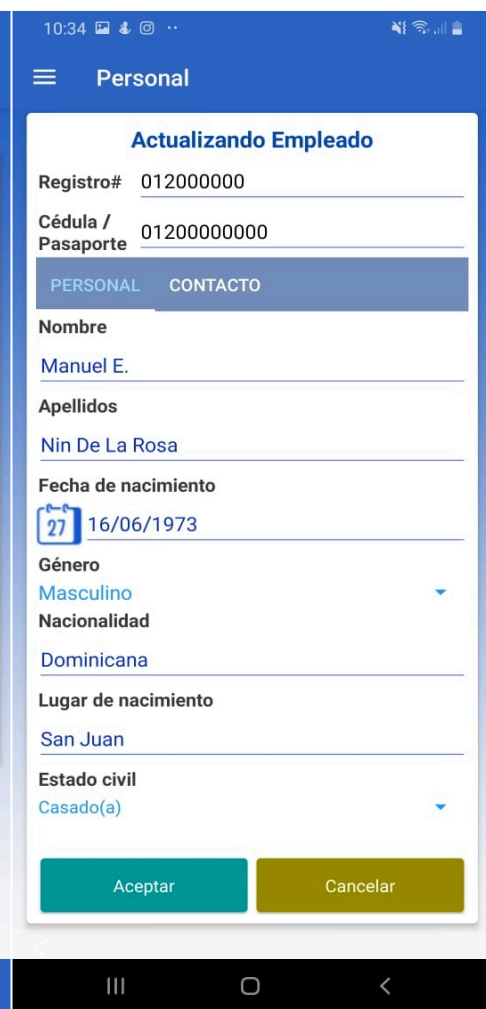 10:34
Personal
Actualizando Empleado
Registro# 012000000
Cédula /
Pasaporte 01200000000
PERSONAL CONTACTO
Nombre
Manuel E.
Apellidos
Nin De La Rosa
Fecha de nacimiento
27 16/06/1973
Género
Masculino
Nacionalidad
Dominicana
Lugar de nacimiento
San Juan
Estado civil
Casado(a)
Aceptar Cancelar